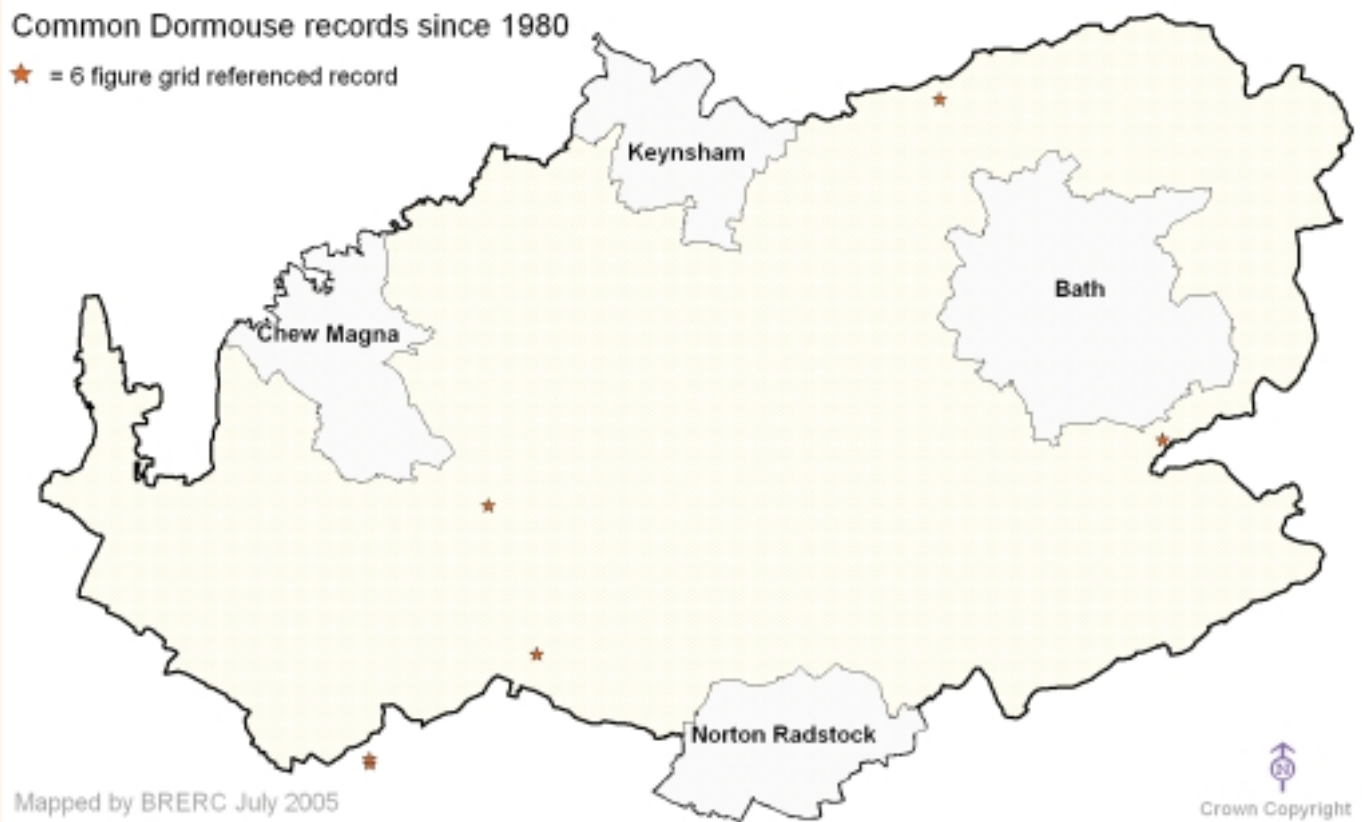 Common Dormouse records since 1980
= 6 figure grid referenced record
Keynsham
Bath
Chew Magna
Norton Radstock
N
Mapped by BRERC July 2005
Crown Copyright